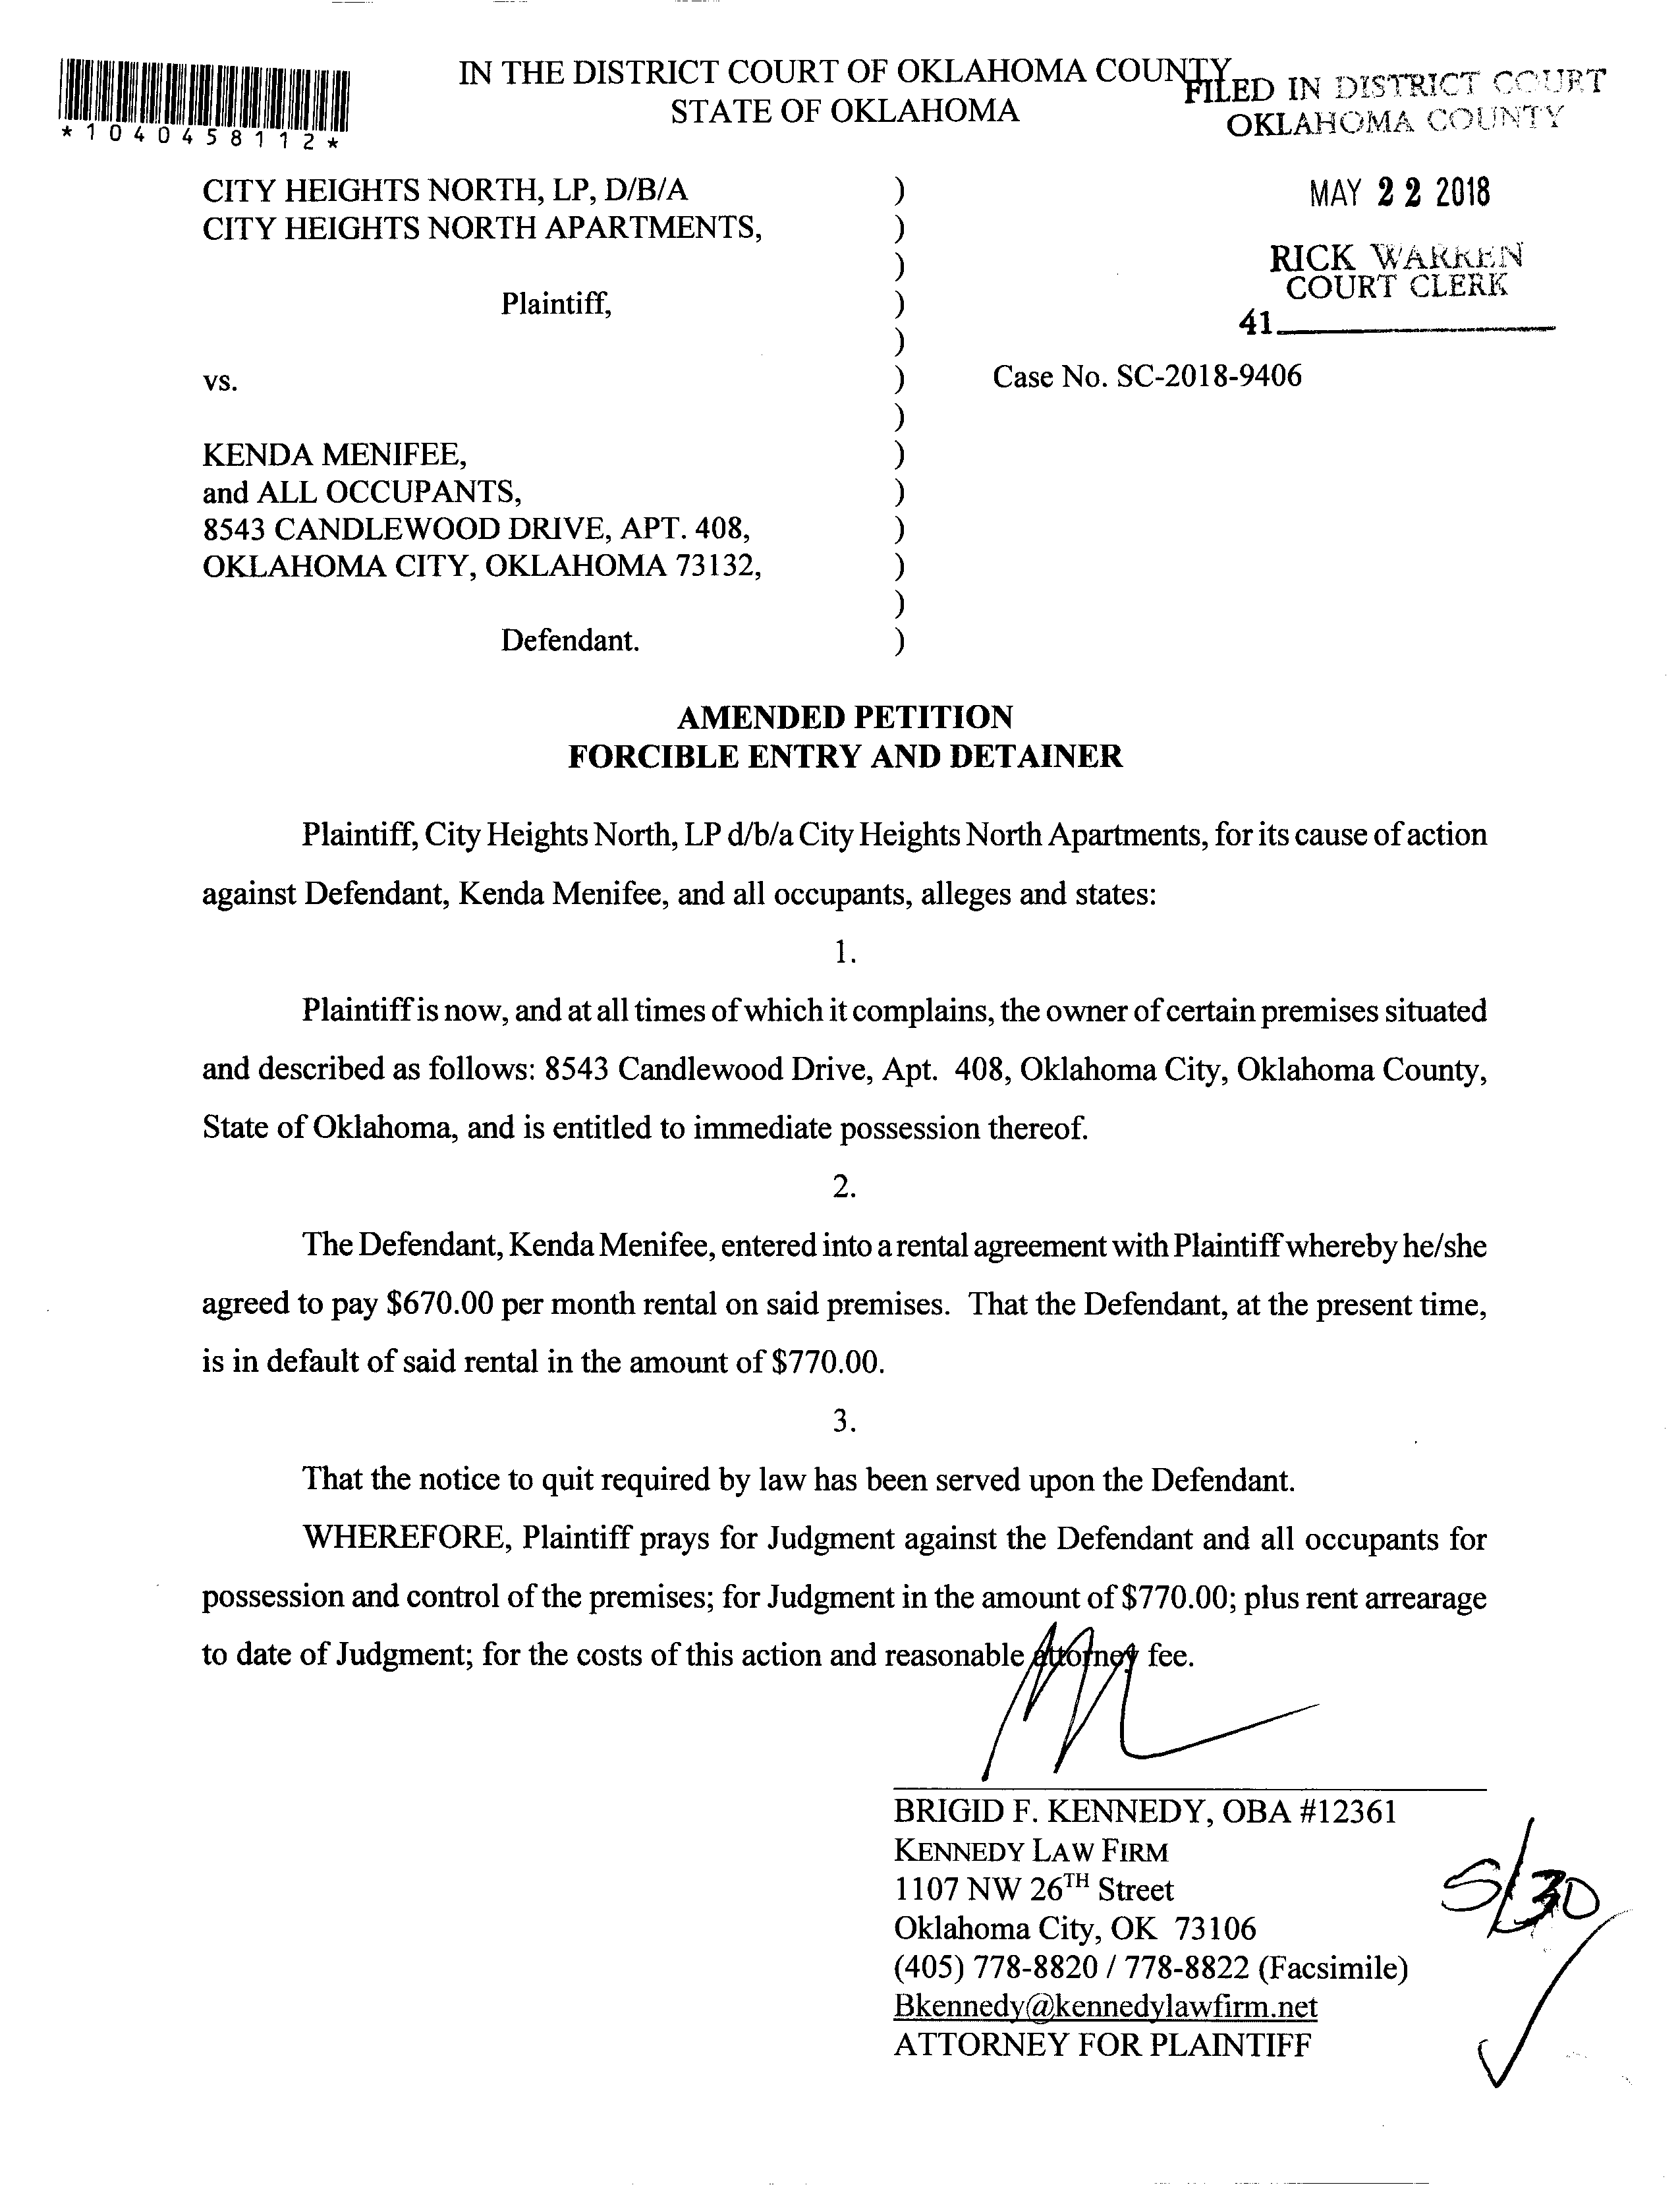 IN THE DISTRICT COURT OF OKLAHOMA COUNTY
STATE OF OKLAHOMA
*1040458112*
FILED IN DISTRICT COURT
OKLAHOMA COUNTY
MAY 22 2018
RICK WARREN
COURT CLERK
41
CITY HEIGHTS NORTH, LP, D/B/A )
CITY HEIGHTS NORTH APARTMENTS, )
)
Plaintiff, )
)
vs. ) Case No. SC-2018-9406
)
KENDA MENIFEE, )
and ALL OCCUPANTS, )
8543 CANDLEWOOD DRIVE, APT. 408, )
OKLAHOMA CITY, OKLAHOMA 73132, )
)
Defendant. )
AMENDED PETITION
FORCIBLE ENTRY AND DETAINER
Plaintiff, City Heights North, LP d/b/a City Heights North Apartments, for its cause of action
against Defendant, Kenda Menifee, and all occupants, alleges and states:
1.
Plaintiff is now, and at all times of which it complains, the owner of certain premises situated
and described as follows: 8543 Candlewood Drive, Apt. 408, Oklahoma City, Oklahoma County,
State of Oklahoma, and is entitled to immediate possession thereof.
2.
The Defendant, Kenda Menifee, entered into a rental agreement with Plaintiff whereby he/she
agreed to pay $670.00 per month rental on said premises. That the Defendant, at the present time,
is in default of said rental in the amount of $770.00.
3.
That the notice to quit required by law has been served upon the Defendant.
WHEREFORE, Plaintiff prays for Judgment against the Defendant and all occupants for
possession and control of the premises; for Judgment in the amount of $770.00; plus rent arrearage
to date of Judgment; for the costs of this action and reasonable attorney fee.
BRIGID F. KENNEDY, OBA #12361
KENNEDY LAW FIRM
1107 NW 26TH Street
Oklahoma City, OK 73106
(405) 778-8820 / 778-8822 (Facsimile)
Bkennedy@kennedylawfirm.net
ATTORNEY FOR PLAINTIFF
5/30